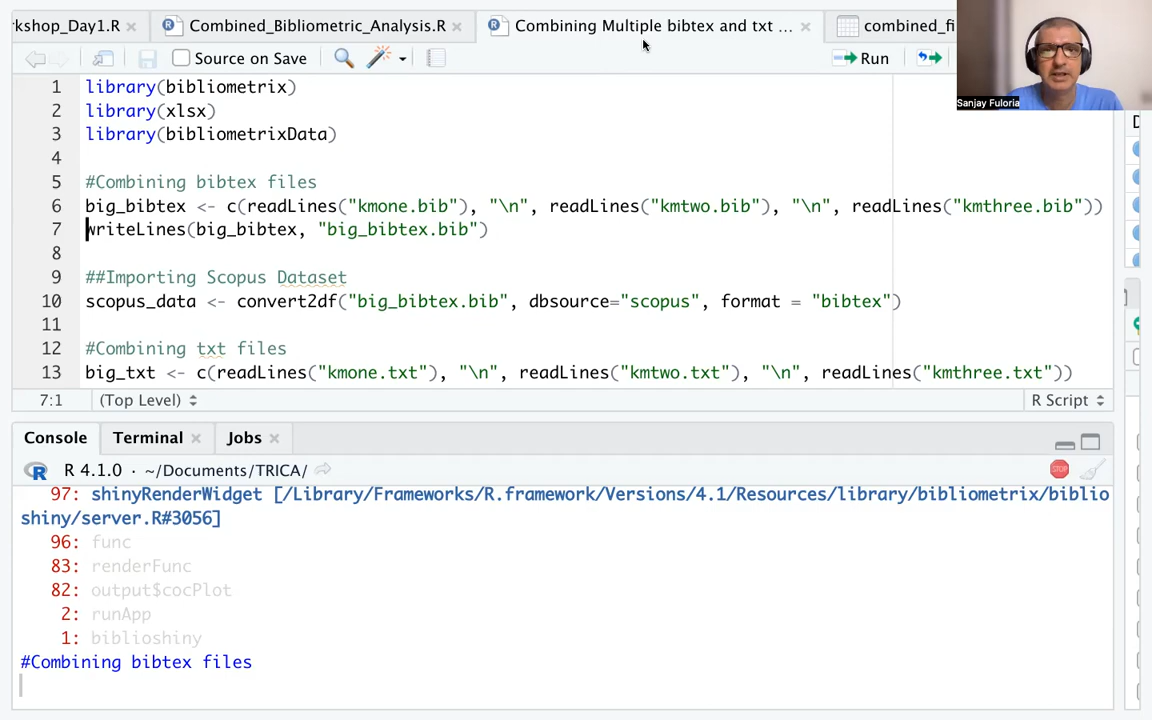 kshop_Day1.R
Combined_Bibliometric_Analysis.R
Combining Multiple bibtex and txt ...
combined_fi
Source on Save
Run
Sanjay Fuloria
1 library(bibliometrix)
2 library(xlsx)
3 library(bibliometrixData)
4
5 #Combining bibtex files
6 big_bibtex <- c(readLines("kmone.bib"), "\n", readLines("kmtwo.bib"), "\n", readLines("kmthree.bib"))
7 writeLines(big_bibtex, "big_bibtex.bib")
8
9 ##Importing Scopus Dataset
10 scopus_data <- convert2df("big_bibtex.bib", dbsource="scopus", format = "bibtex")
11
12 #Combining txt files
13 big_txt <- c(readLines("kmone.txt"), "\n", readLines("kmtwo.txt"), "\n", readLines("kmthree.txt"))
7:1 (Top Level) R Script
Console Terminal Jobs
R 4.1.0 · ~/Documents/TRICA/
STOP
97: shinyRenderWidget [/Library/Frameworks/R.framework/Versions/4.1/Resources/library/bibliometrix/biblio
shiny/server.R#3056]
96: func
83: renderFunc
82: output$cocPlot
2: runApp
1: biblioshiny
#Combining bibtex files